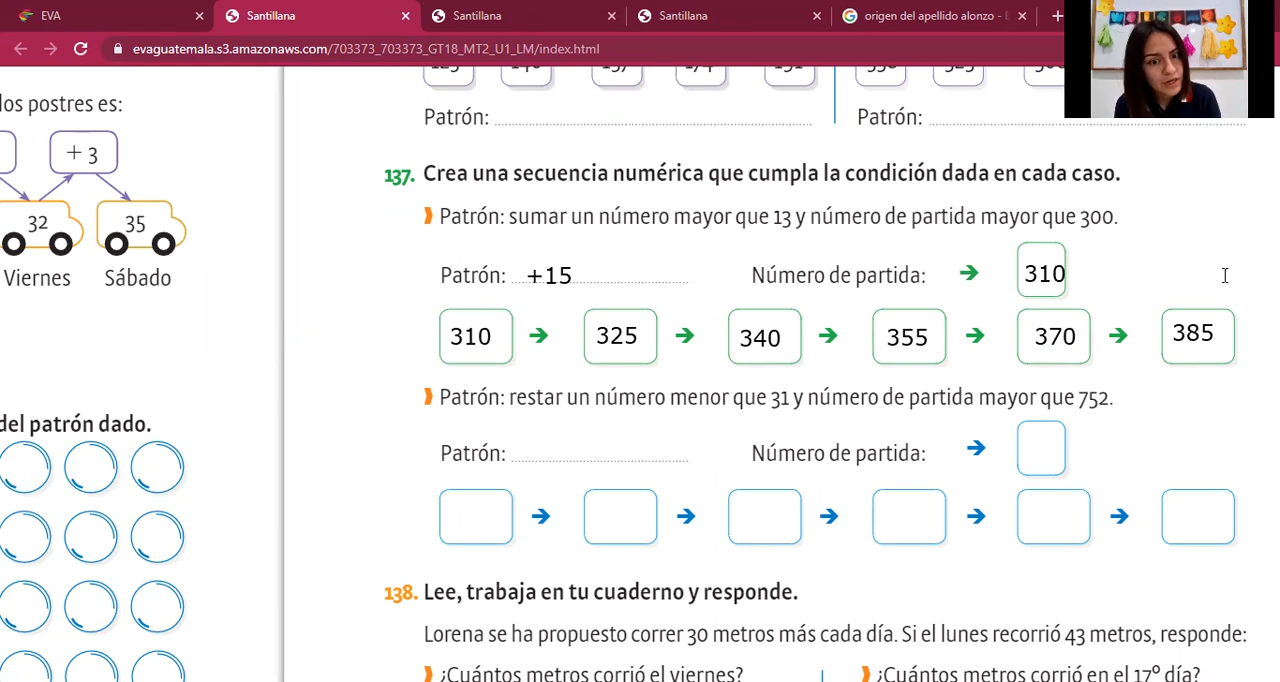 EVA
Santillana
Santillana
Santillana
origen del apellido alonzo -
evaguatemala.s3.amazonaws.com/703373_703373_GT18_MT2_U1_LM/index.html
los postres es:
+ 3
32
35
Viernes
Sábado
del patrón dado.
Patrón:
Patrón:
137. Crea una secuencia numérica que cumpla la condición dada en cada caso.
Patrón: sumar un número mayor que 13 y número de partida mayor que 300.
Patrón: +15 Número de partida: 310
310 325 340 355 370 385
Patrón: restar un número menor que 31 y número de partida mayor que 752.
Patrón: Número de partida:
138. Lee, trabaja en tu cuaderno y responde.
Lorena se ha propuesto correr 30 metros más cada día. Si el lunes recorrió 43 metros, responde:
¿Cuántos metros corrió el viernes?
¿Cuántos metros corrió en el 17º día?